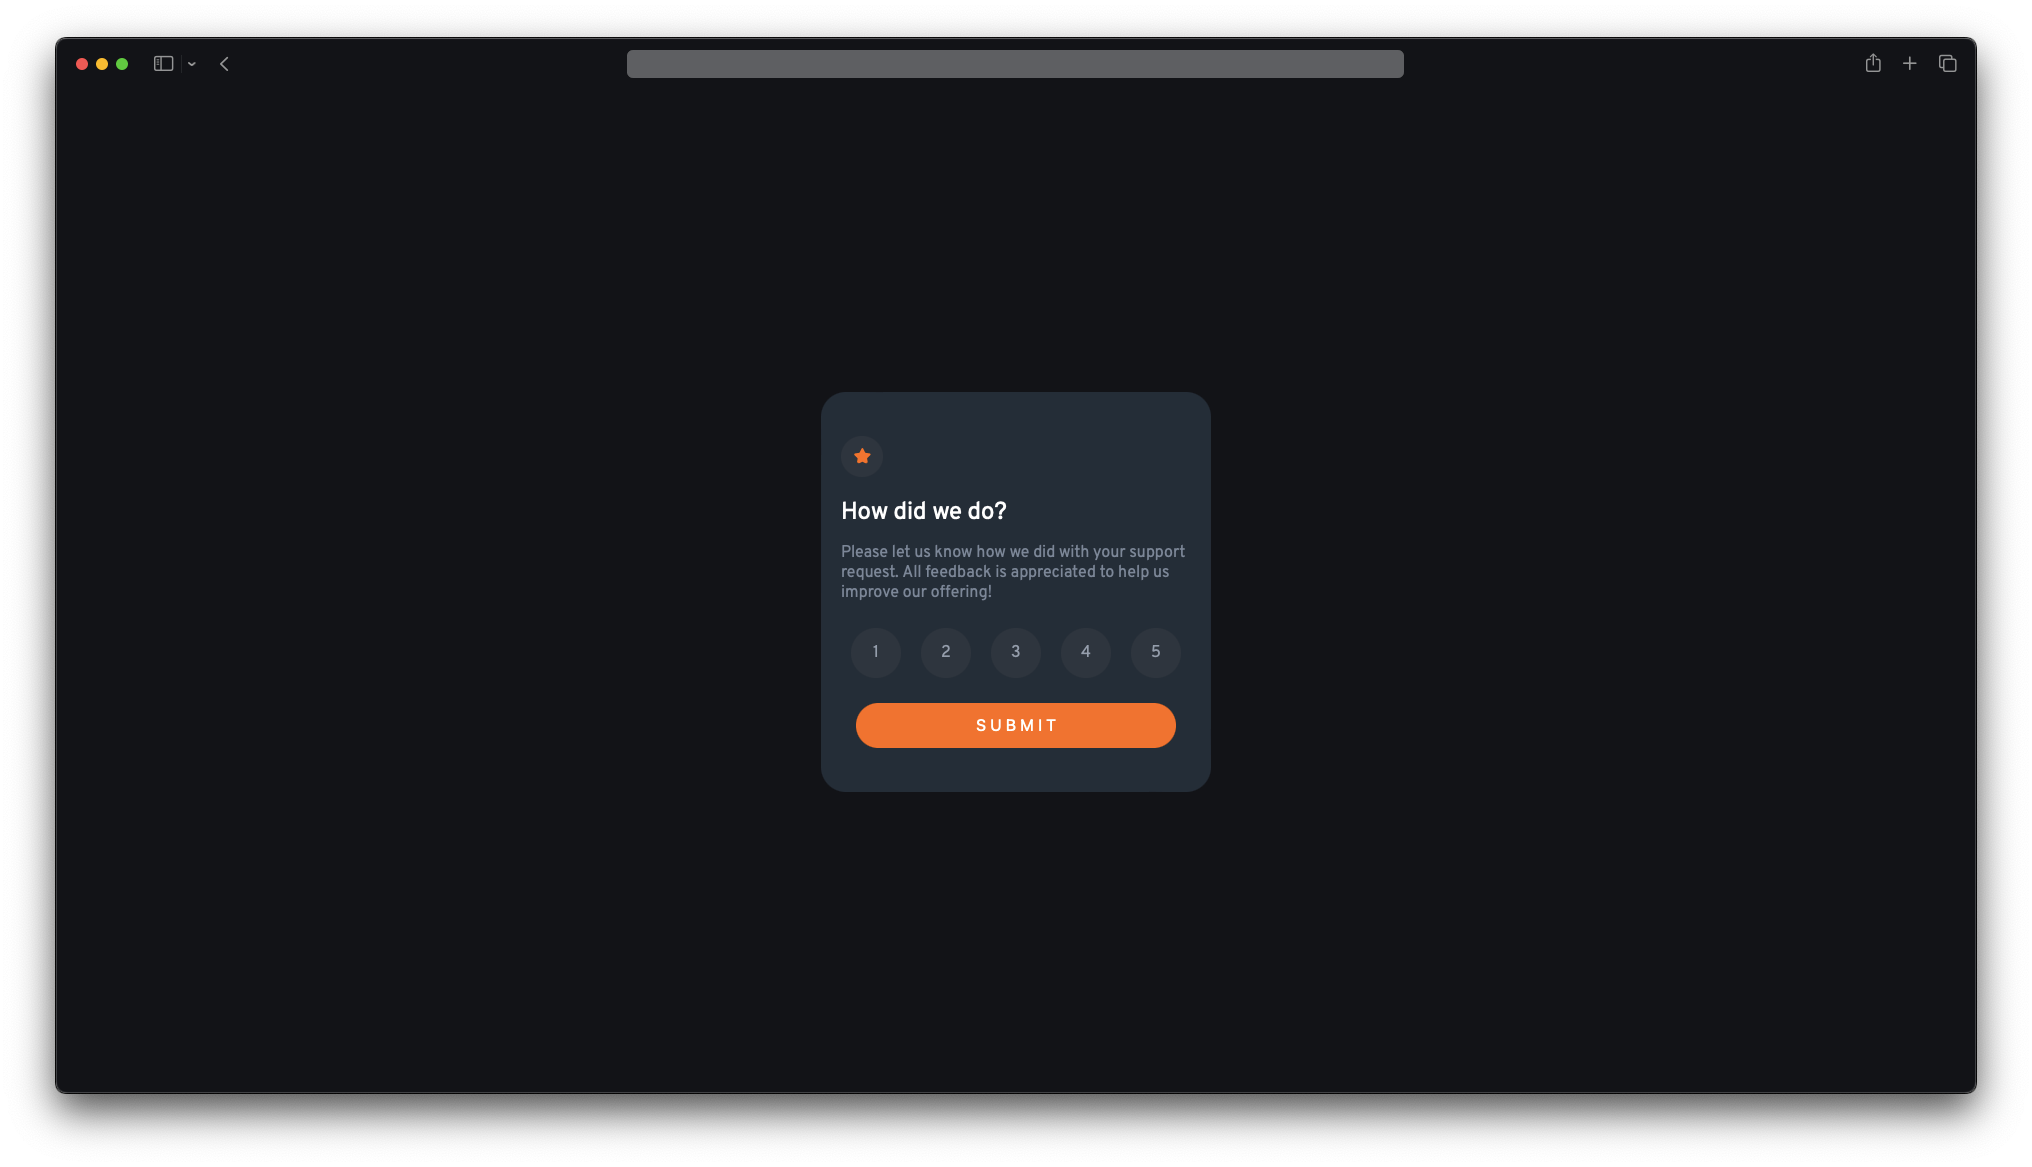 How did we do?
Please let us know how we did with your support
request. All feedback is appreciated to help us
improve our offering!
1 2 3 4 5
SUBMIT